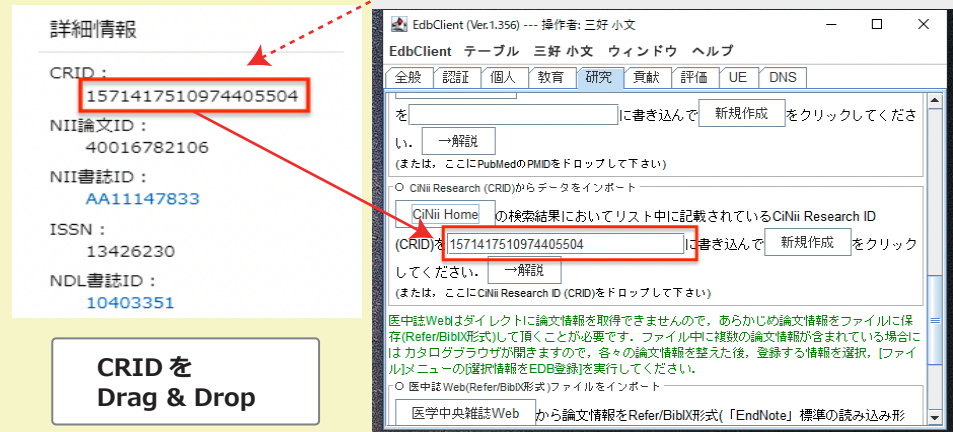 詳細情報
CRID：
1571417510974405504
NII論文ID：
40016782106
NII書誌ID：
AA11147833
ISSN：
13426230
NDL書誌ID：
10403351
CRID を
Drag & Drop
EdbClient (Ver.1.356) --- 操作者: 三好 小文
EdbClient テーブル 三好 小文 ウィンドウ ヘルプ
全般 認証 個人 教育 研究 貢献 評価 UE DNS
を に書き込んで 新規作成 をクリックしてくださ
い． →解説
(または，ここにPubMedのPMIDをドロップして下さい)
CiNii Research (CRID)からデータをインポート
CiNii Home の検索結果においてリスト中に記載されているCiNii Research ID
(CRID)を 1571417510974405504 に書き込んで 新規作成 をクリック
してください． →解説
(または，ここにCiNii Research ID (CRID)をドロップして下さい)
医中誌Webはダイレクトに論文情報を取得できませんので，あらかじめ論文情報をファイルに保
存(Refer/BibIX形式)して頂くことが必要です．ファイル中に複数の論文情報が含まれている場合に
は カタログブラウザが開きますので，各々の論文情報を整えた後，登録する情報を選択，[ファイ
ル]メニューの[選択情報をEDB登録]を実行してください．
医中誌Web(Refer/BibIX形式)ファイルをインポート
医学中央雑誌Web から論文情報をRefer/BibIX形式(「EndNote」標準の読み込み形